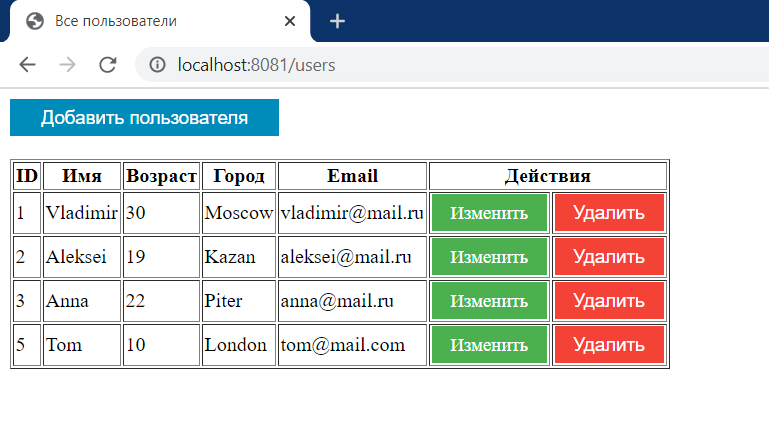 Все пользователи
localhost:8081/users
Добавить пользователя
ID Имя Возраст Город Email Действия
1 Vladimir 30 Moscow vladimir@mail.ru Изменить Удалить
2 Aleksei 19 Kazan aleksei@mail.ru Изменить Удалить
3 Anna 22 Piter anna@mail.ru Изменить Удалить
5 Tom 10 London tom@mail.com Изменить Удалить